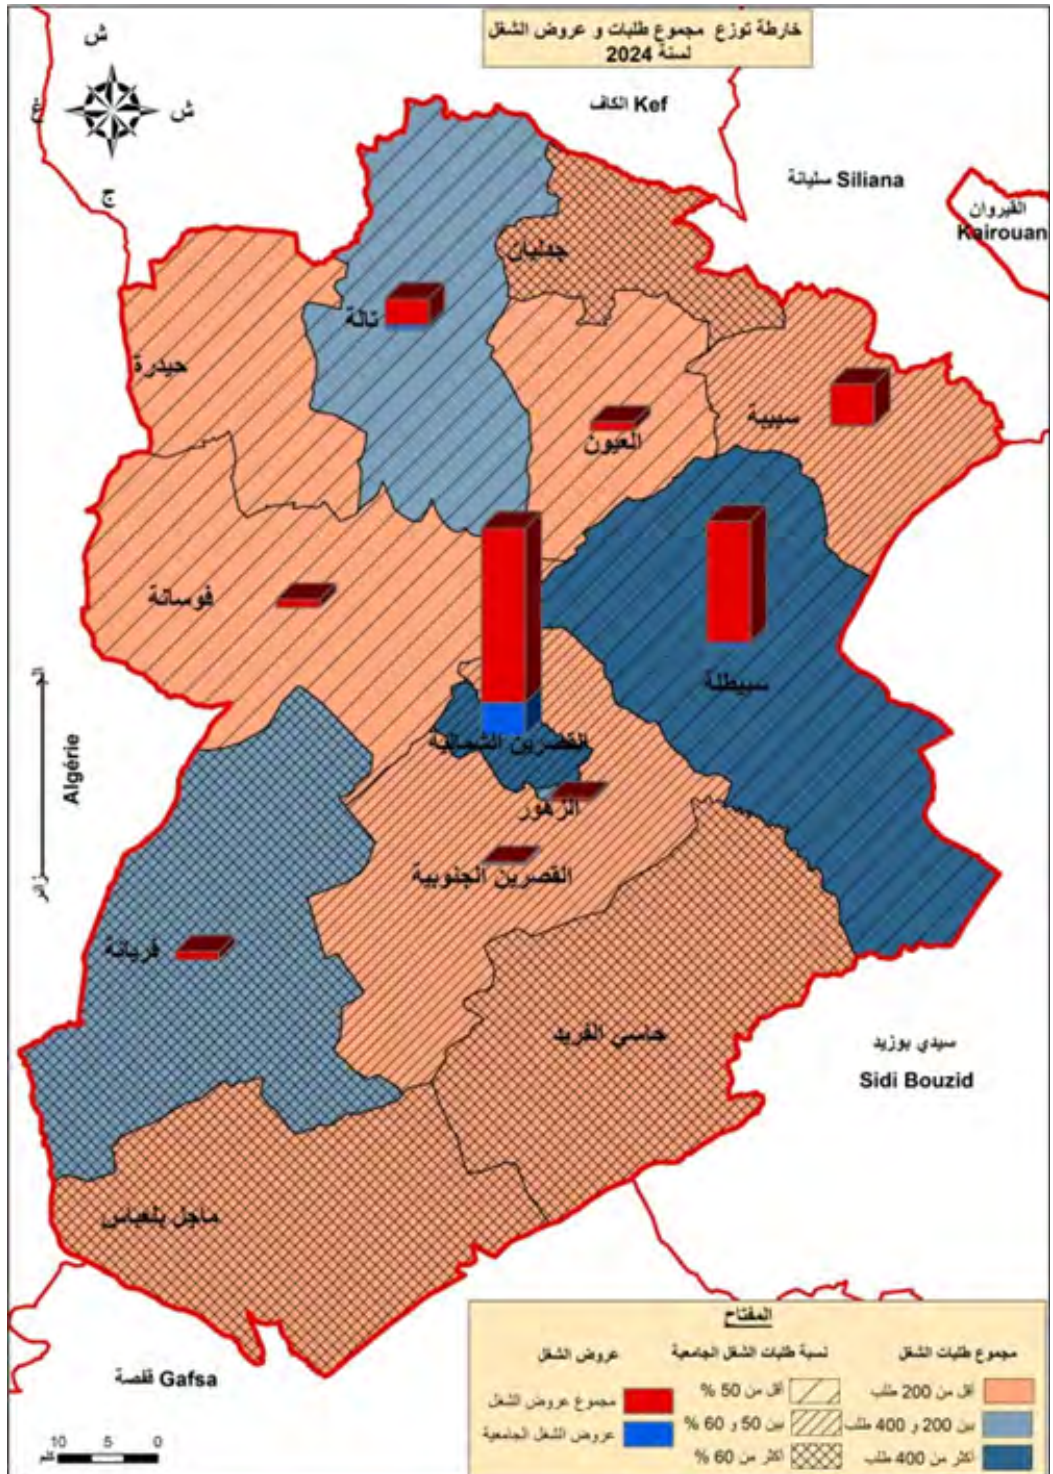 خارطة توزع مجموع طلبات و عروض الشغل
لسنة 2024
ش
ش
ج
الكاف Kef
سليانة Siliana
القيروان
Kairouan
جدليان
تالة
حيدرة
العيون
سبيبة
فوسانة
سبيطلة
القصرين الشمالية
الزهور
القصرين الجنوبية
فريانة
حاسي الفريد
ماجل بلعباس
الجـ
ـزائر
Algérie
سيدي بوزيد
Sidi Bouzid
قفصة Gafsa
المفتاح
مجموع طلبات الشغل
أقل من 200 طلب
بين 200 و 400 طلب
أكثر من 400 طلب
نسبة طلبات الشغل الجامعية
أقل من 50 %
بين 50 و 60 %
أكثر من 60 %
عروض الشغل
مجموع عروض الشغل
عروض الشغل الجامعية
10 5 0
كلم